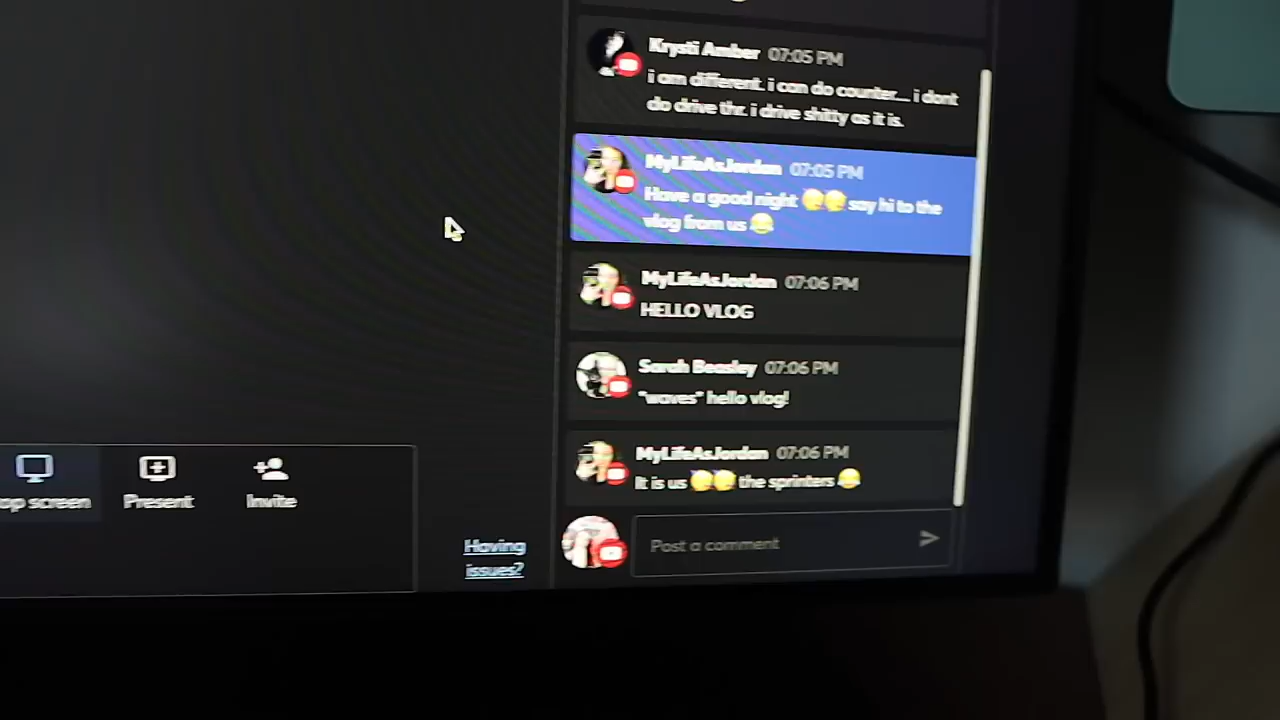 Krysti Amber 07:05 PM
i am different. i can do counter.... i dont
do drive thr. i drive shitty as it is.
MyLifeAsJordan 07:05 PM
Have a good night 🥱🥱 say hi to the
vlog from us 😂
MyLifeAsJordan 07:06 PM
HELLO VLOG
Sarah Beasley 07:06 PM
*waves* hello vlog!
MyLifeAsJordan 07:06 PM
It is us 🥱🥱 the sprinters 😂
Post a comment
op screen
Present
Invite
Having
issues?